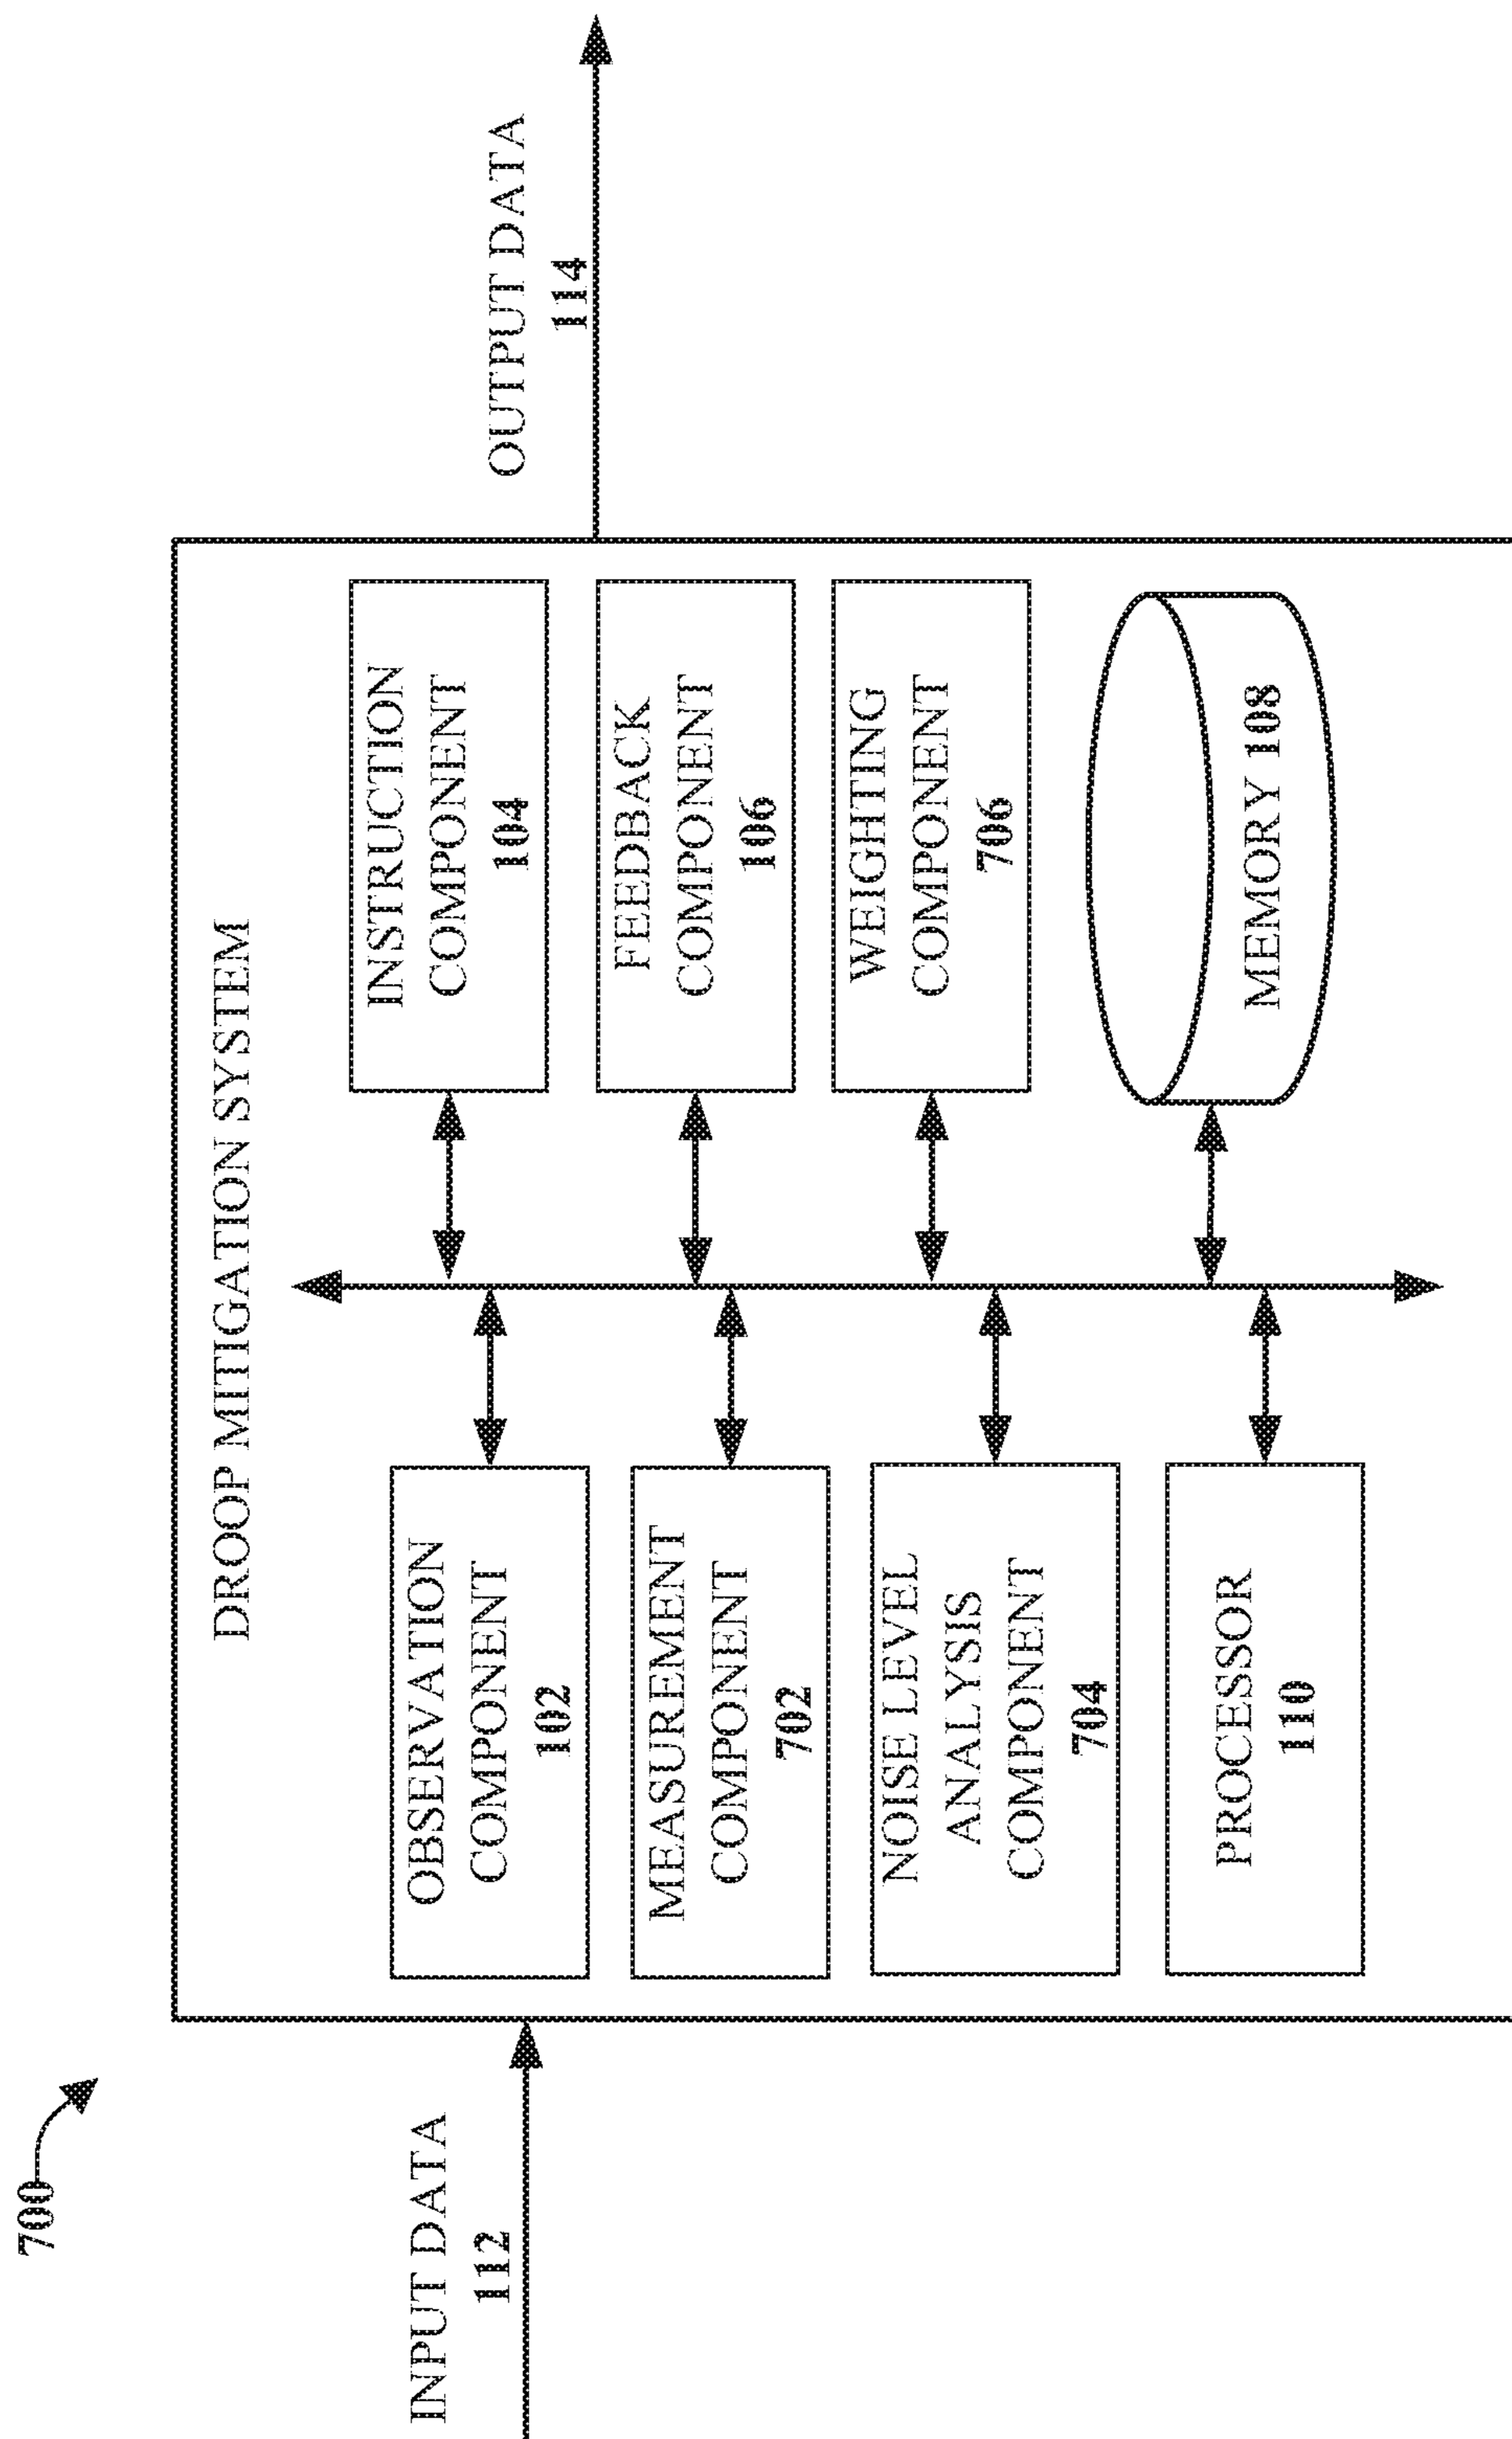 700
DROOP MITIGATION SYSTEM
INPUT DATA
112
OBSERVATION
COMPONENT
102
MEASUREMENT
COMPONENT
702
NOISE LEVEL
ANALYSIS
COMPONENT
704
PROCESSOR
110
INSTRUCTION
COMPONENT
104
FEEDBACK
COMPONENT
106
WEIGHTING
COMPONENT
706
MEMORY 108
OUTPUT DATA
114